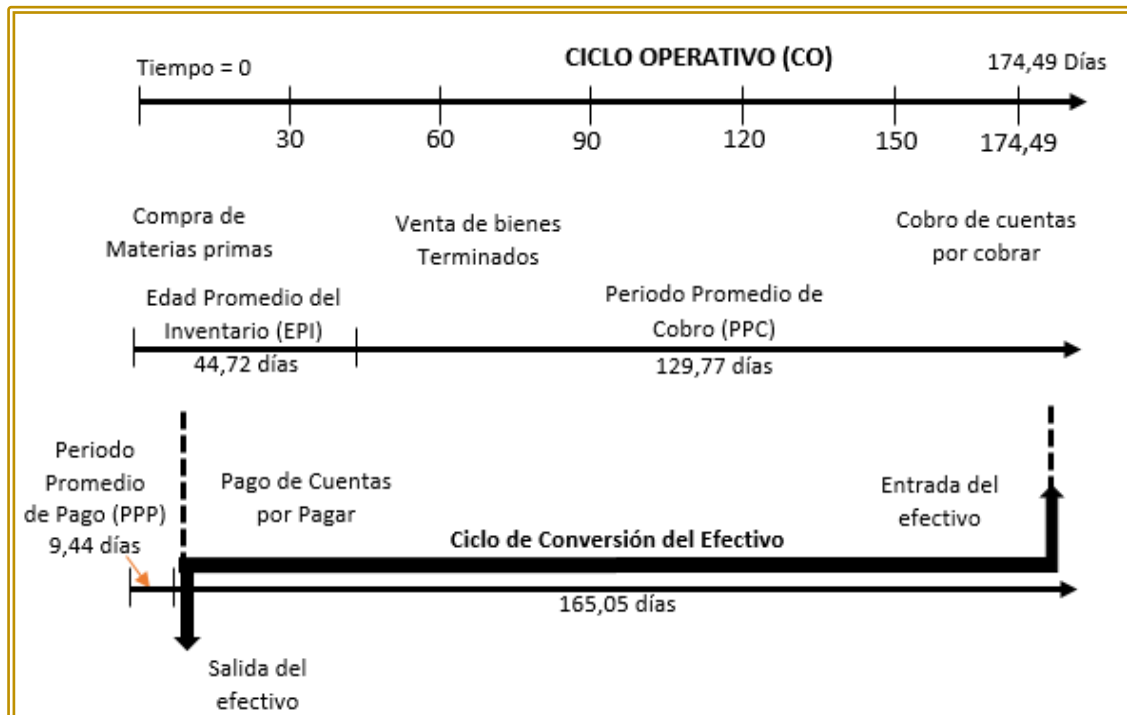 CICLO OPERATIVO (CO)
Tiempo = 0
174,49 Días
30
60
90
120
150
174,49
Compra de
Materias primas
Venta de bienes
Terminados
Cobro de cuentas
por cobrar
Edad Promedio del
Inventario (EPI)
44,72 días
Periodo Promedio de
Cobro (PPC)
129,77 días
Periodo
Promedio
de Pago (PPP)
9,44 días
Pago de Cuentas
por Pagar
Entrada del
efectivo
Ciclo de Conversión del Efectivo
165,05 días
Salida del
efectivo